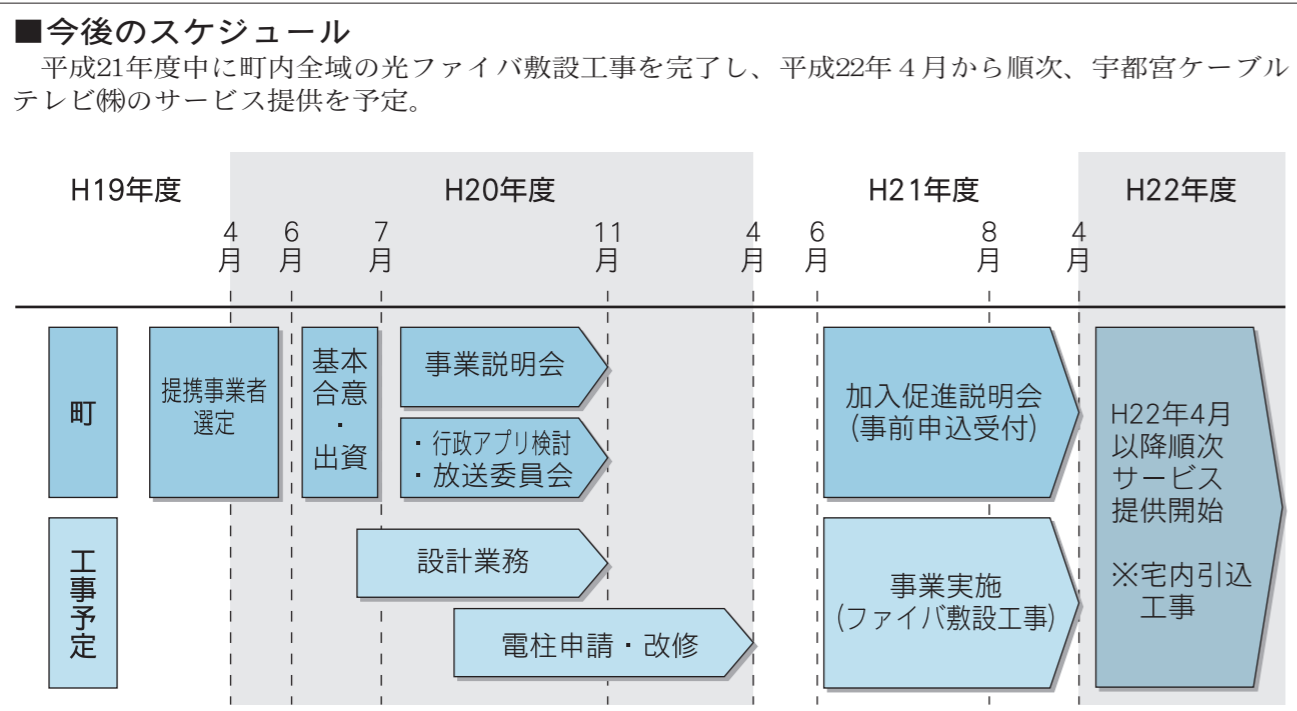 ■今後のスケジュール
平成21年度中に町内全域の光ファイバ敷設工事を完了し、平成22年４月から順次、宇都宮ケーブル
テレビ㈱のサービス提供を予定。
H19年度 H20年度 H21年度 H22年度
4月 6月 7月 11月 4月 6月 8月 4月
町
提携事業者
選定
基本
合意
・
出資
事業説明会
・行政アプリ検討
・放送委員会
加入促進説明会
(事前申込受付)
H22年4月
以降順次
サービス
提供開始
※宅内引込
工事
工事予定
設計業務
電柱申請・改修
事業実施
(ファイバ敷設工事)